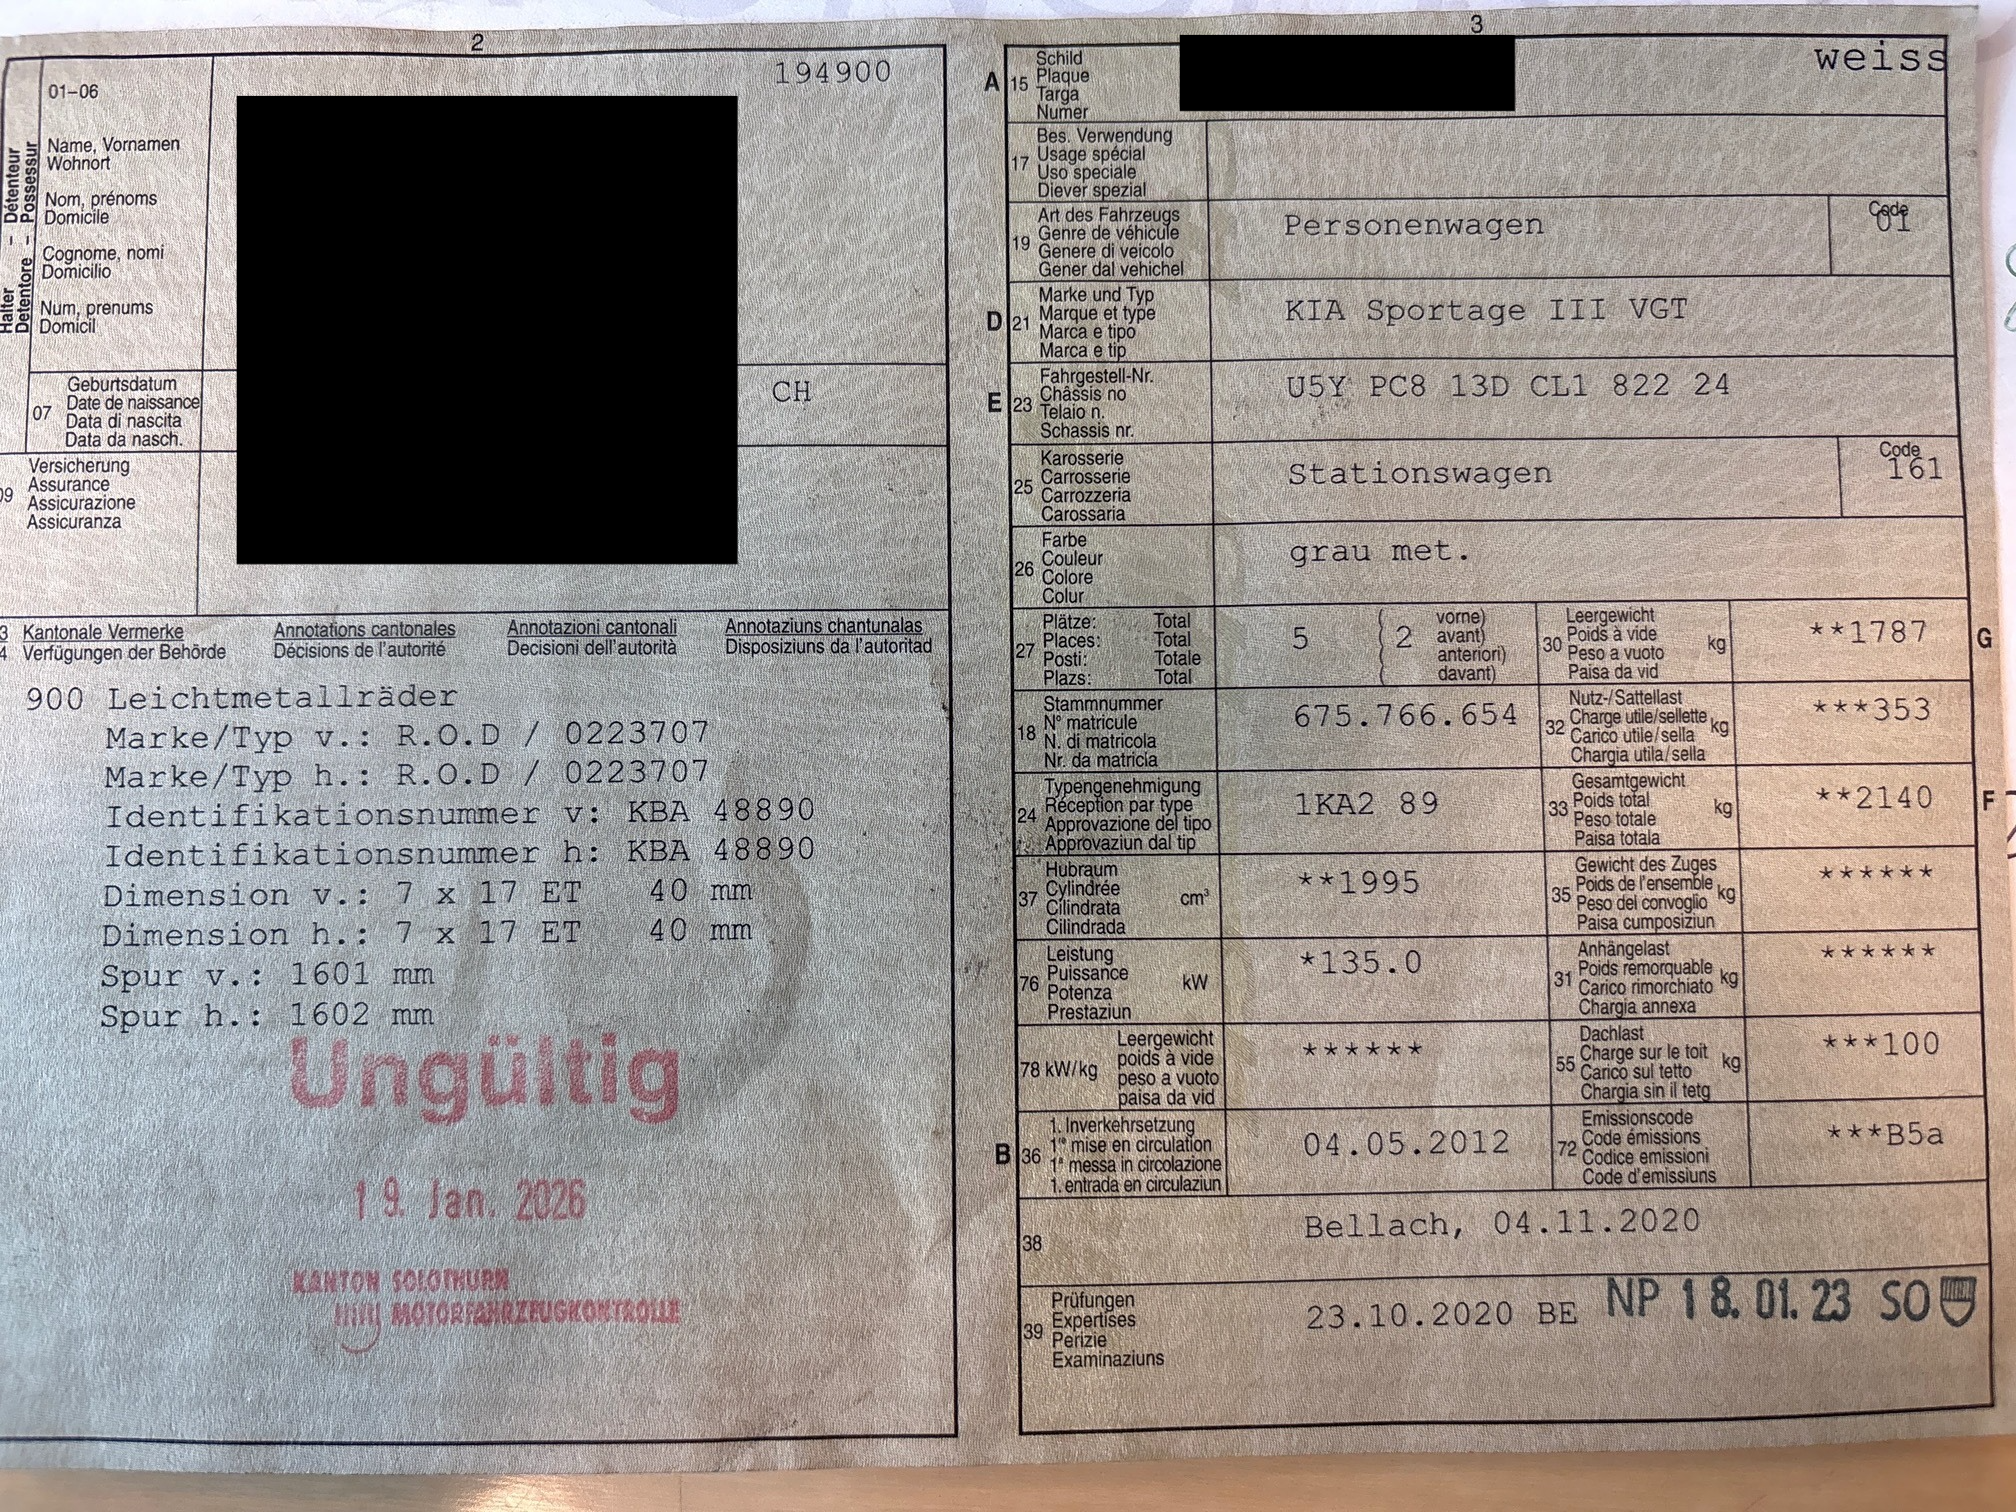 2
01-06
194900
Name, Vornamen
Wohnort
Nom, prénoms
Domicile
Cognome, nomi
Domicilio
Num, prenums
Domicil
Halter – Détenteur
Detentore – Possessur
07
Geburtsdatum
Date de naissance
Data di nascita
Data da nasch.
CH
09
Versicherung
Assurance
Assicurazione
Assicuranza
3 Kantonale Vermerke Annotations cantonales Annotazioni cantonali Annotaziuns chantunalas
4 Verfügungen der Behörde Décisions de l'autorité Decisioni dell'autorità Disposiziuns da l'autoritad
900 Leichtmetallräder
Marke/Typ v.: R.O.D / 0223707
Marke/Typ h.: R.O.D / 0223707
Identifikationsnummer v: KBA 48890
Identifikationsnummer h: KBA 48890
Dimension v.: 7 x 17 ET 40 mm
Dimension h.: 7 x 17 ET 40 mm
Spur v.: 1601 mm
Spur h.: 1602 mm
Ungültig
19. Jan. 2026
KANTON SOLOTHURN
MOTORFAHRZEUGKONTROLLE
3
A 15
Schild
Plaque
Targa
Numer
weiss
17
Bes. Verwendung
Usage spécial
Uso speciale
Diever spezial
19
Art des Fahrzeugs
Genre de véhicule
Genere di veicolo
Gener dal vehichel
Personenwagen
Code
01
D 21
Marke und Typ
Marque et type
Marca e tipo
Marca e tip
KIA Sportage III VGT
E 23
Fahrgestell-Nr.
Châssis no
Telaio n.
Schassis nr.
U5Y PC8 13D CL1 822 24
25
Karosserie
Carrosserie
Carrozzeria
Carossaria
Stationswagen
Code
161
26
Farbe
Couleur
Colore
Colur
grau met.
27
Plätze: Total
Places: Total
Posti: Totale
Plazs: Total
5 ( 2
vorne)
avant)
anteriori)
davant)
30
Leergewicht
Poids à vide
Peso a vuoto
Paisa da vid
kg
**1787
G
18
Stammnummer
N° matricule
N. di matricola
Nr. da matricla
675.766.654
32
Nutz-/Sattellast
Charge utile/sellette
Carico utile/sella
Chargia utila/sella
kg
***353
24
Typengenehmigung
Réception par type
Approvazione del tipo
Approvaziun dal tip
1KA2 89
33
Gesamtgewicht
Poids total
Peso totale
Paisa totala
kg
**2140
F
37
Hubraum
Cylindrée
Cilindrata
Cilindrada
cm³
**1995
35
Gewicht des Zuges
Poids de l'ensemble
Peso del convoglio
Paisa cumposiziun
kg
******
76
Leistung
Puissance
Potenza
Prestaziun
kW
*135.0
31
Anhängelast
Poids remorquable
Carico rimorchiato
Chargia annexa
kg
******
78 kW/kg
Leergewicht
poids à vide
peso a vuoto
paisa da vid
******
55
Dachlast
Charge sur le toit
Carico sul tetto
Chargia sin il tetg
kg
***100
B 36
1. Inverkehrsetzung
1re mise en circulation
1a messa in circolazione
1. entrada en circulaziun
04.05.2012
72
Emissionscode
Code émissions
Codice emissioni
Code d'emissiuns
***B5a
38
Bellach, 04.11.2020
39
Prüfungen
Expertises
Perizie
Examinaziuns
23.10.2020 BE NP 18.01.23 SO